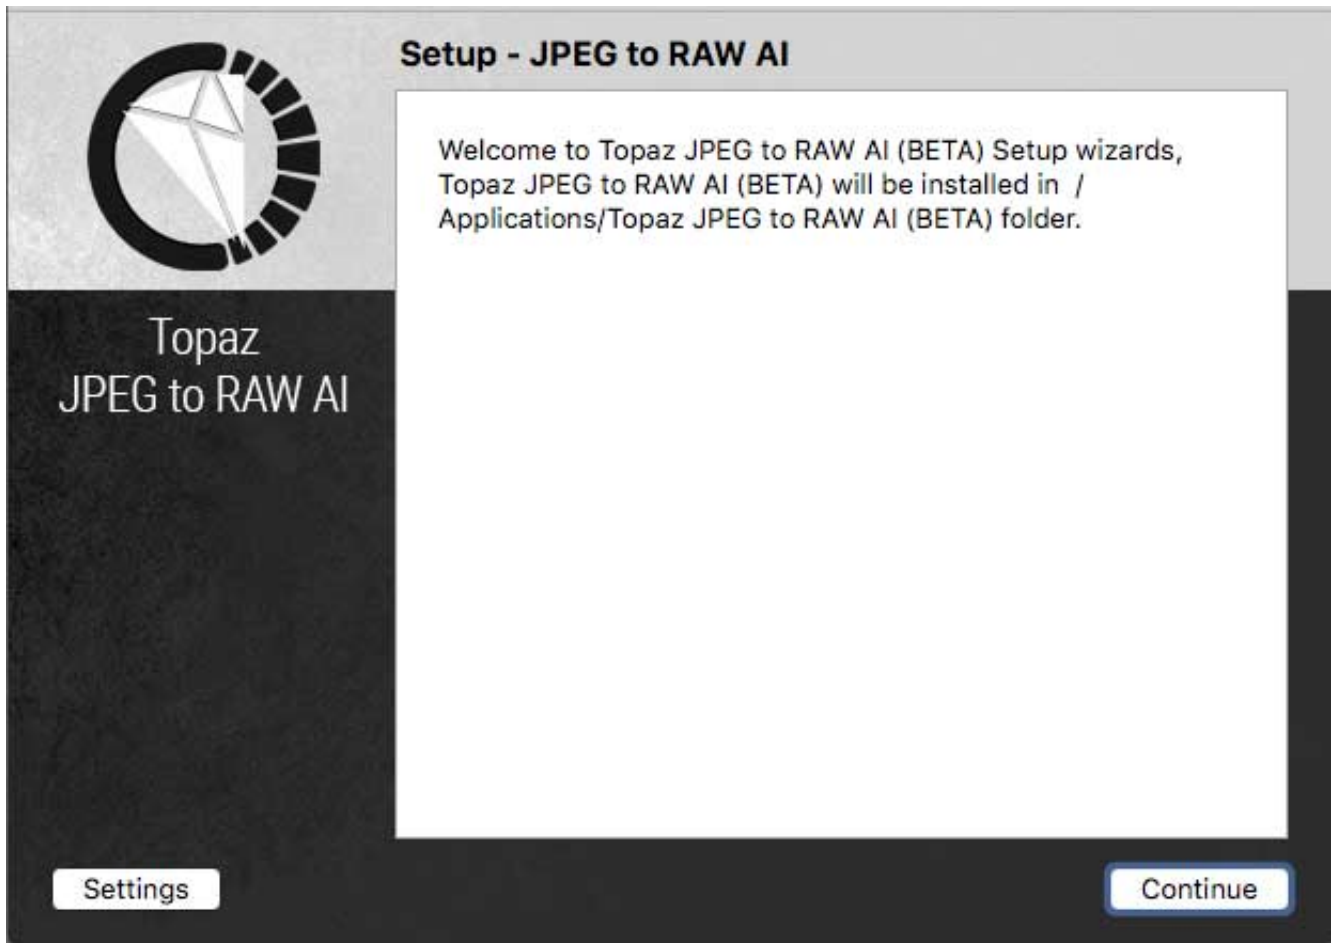 Setup - JPEG to RAW AI
Welcome to Topaz JPEG to RAW AI (BETA) Setup wizards,
Topaz JPEG to RAW AI (BETA) will be installed in  /
Applications/Topaz JPEG to RAW AI (BETA) folder.
Topaz
JPEG to RAW AI
Settings
Continue